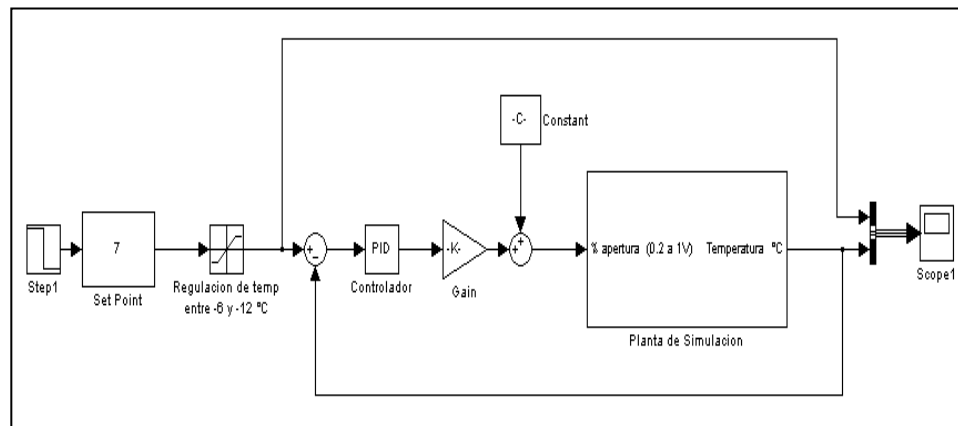 -C-
Constant
7
+
−
PID
-K-
+
+
% apertura (0.2 a 1V) Temperatura ºC
Step1
Set Point
Regulacion de temp
entre -6 y -12 ºC
Controlador
Gain
Scope1
Planta de Simulacion